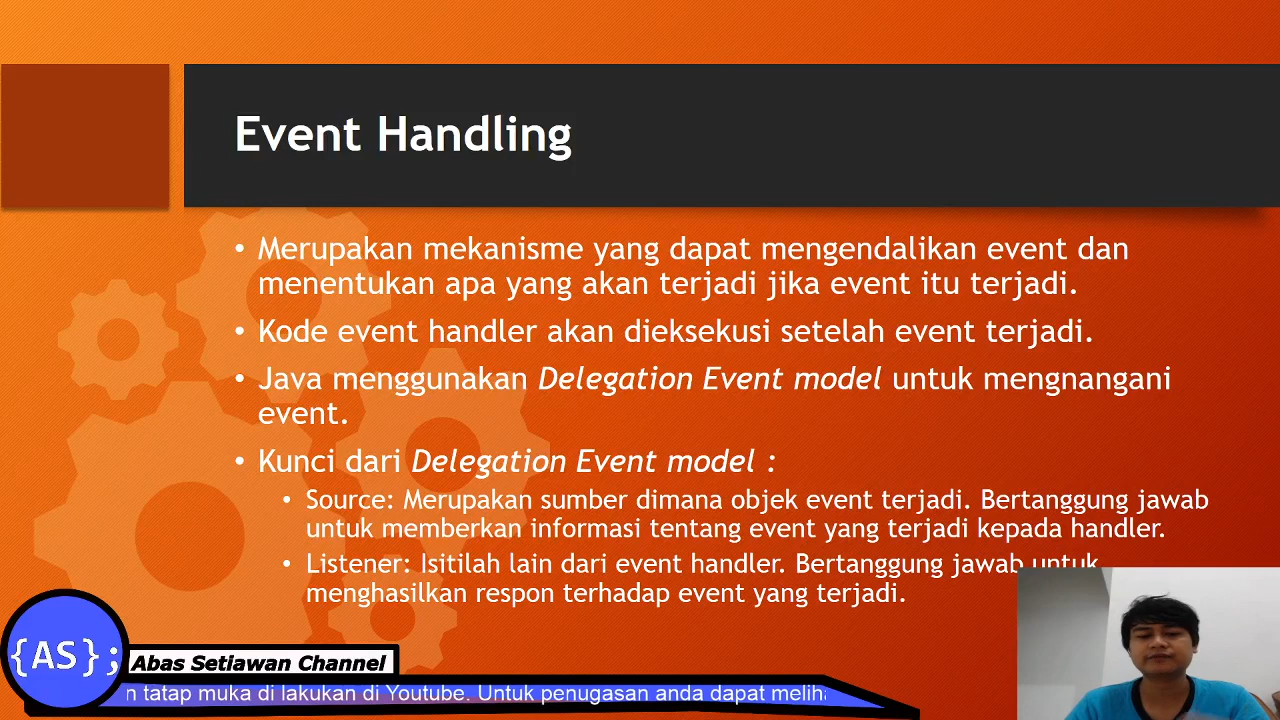 Event Handling
• Merupakan mekanisme yang dapat mengendalikan event dan
menentukan apa yang akan terjadi jika event itu terjadi.
• Kode event handler akan dieksekusi setelah event terjadi.
• Java menggunakan Delegation Event model untuk mengnangani
event.
• Kunci dari Delegation Event model :
• Source: Merupakan sumber dimana objek event terjadi. Bertanggung jawab
untuk memberkan informasi tentang event yang terjadi kepada handler.
• Listener: Isitilah lain dari event handler. Bertanggung jawab untuk
menghasilkan respon terhadap event yang terjadi.
{AS};
Abas Setiawan Channel
n tatap muka di lakukan di Youtube. Untuk penugasan anda dapat meliha